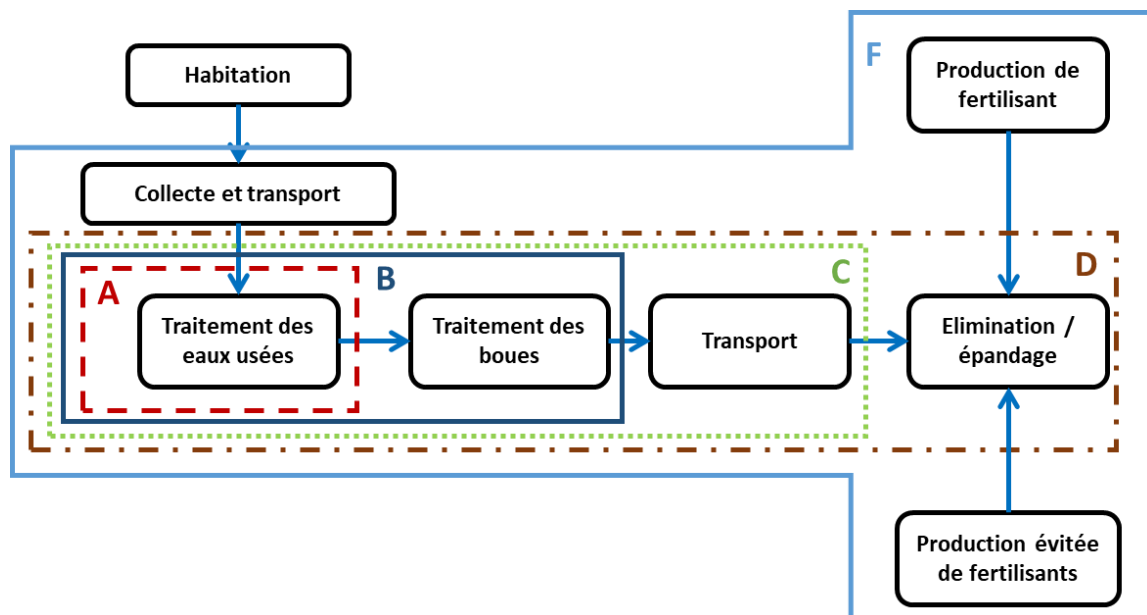 Habitation
F
Production de
fertilisant
Collecte et transport
A
B
C
D
Traitement des
eaux usées
Traitement des
boues
Transport
Elimination /
épandage
Production évitée
de fertilisants